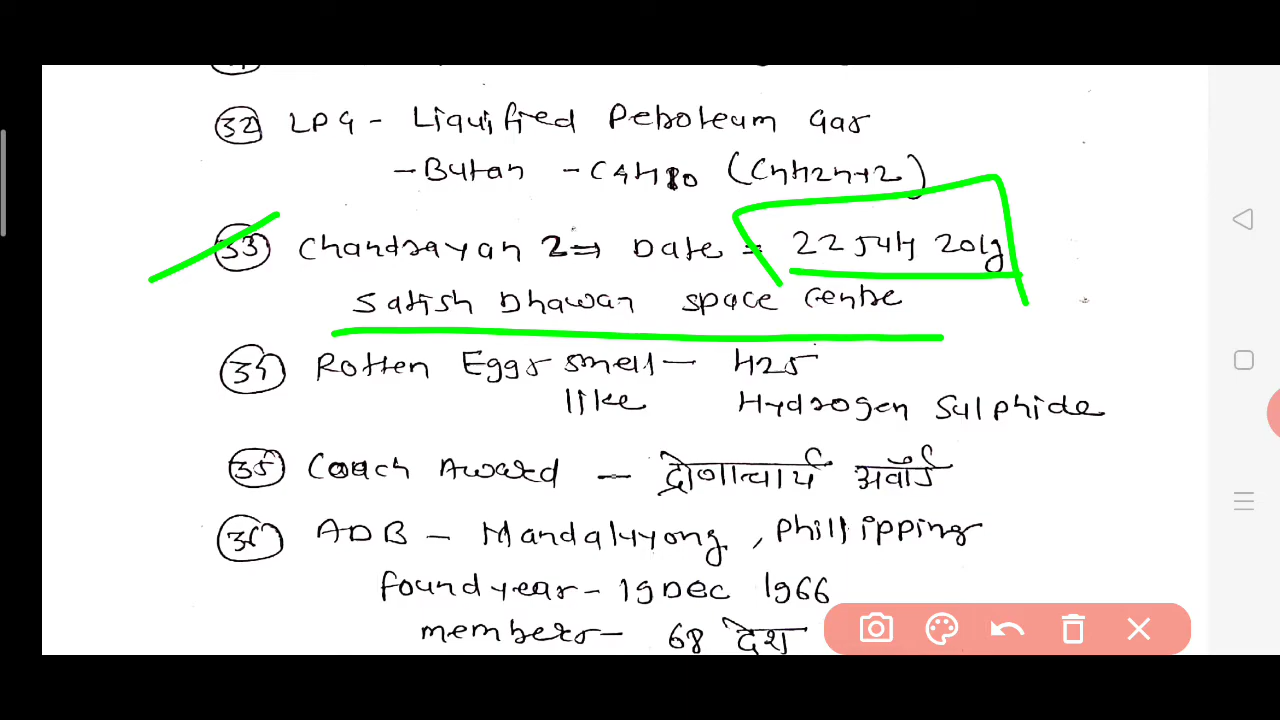 32 LPG - Liquified Petroleum Gas
- Butan - C4H10 (CnH2n+2)
33 Chandrayan 2 ⇒ Date = 22 July 2019
Satish Dhawan space centre
34 Rotten Eggs smell - H2S
like Hydrogen Sulphide
35 Coach Award - द्रोणाचार्य अवॉर्ड
36 ADB - Mandalyyong, Phillippins
found year - 19 Dec 1966
members - 68 देश